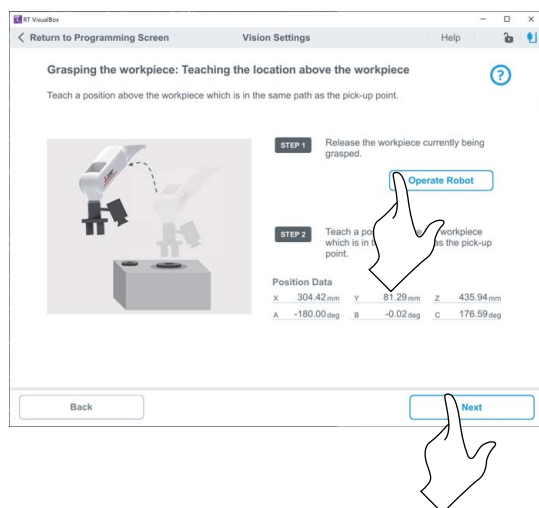 RT VisualBox
Return to Programming Screen Vision Settings Help
Grasping the workpiece: Teaching the location above the workpiece
?
Teach a position above the workpiece which is in the same path as the pick-up point.
STEP 1 Release the workpiece currently being
grasped.
Operate Robot
STEP 2 Teach a workpiece
which is in as the pick-up
point.
Position Data
X 304.42 mm Y 81.29 mm Z 435.94 mm
A -180.00 deg B -0.02 deg C 176.59 deg
Back Next